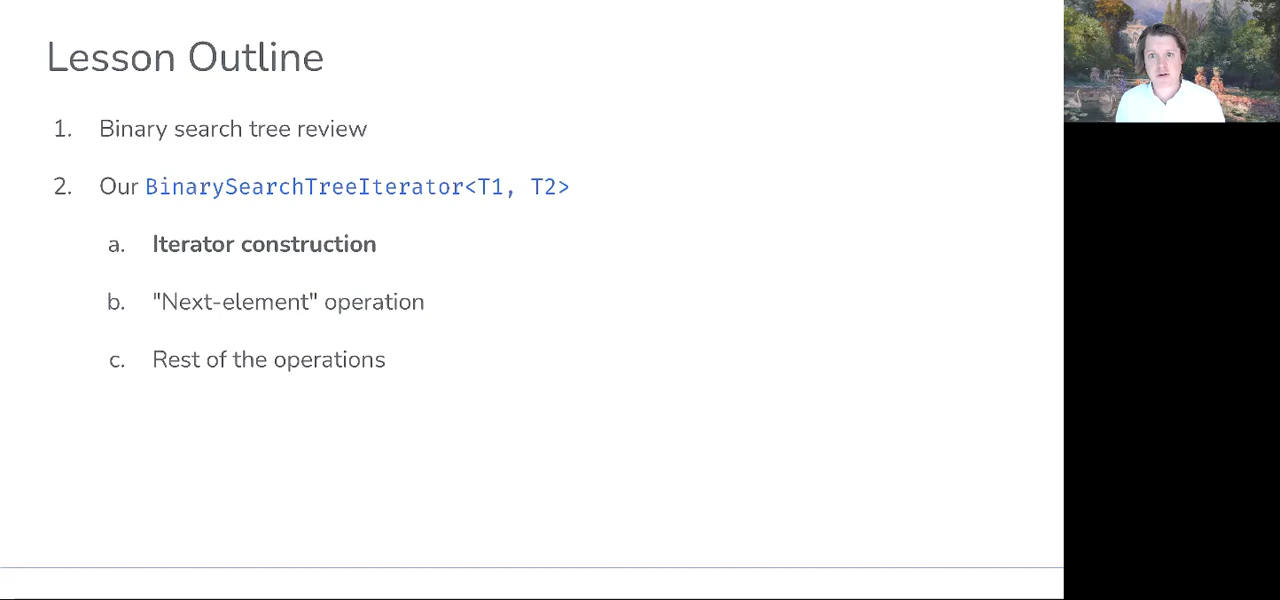 Lesson Outline
1. Binary search tree review
2. Our BinarySearchTreeIterator<T1, T2>
a. Iterator construction
b. "Next-element" operation
c. Rest of the operations